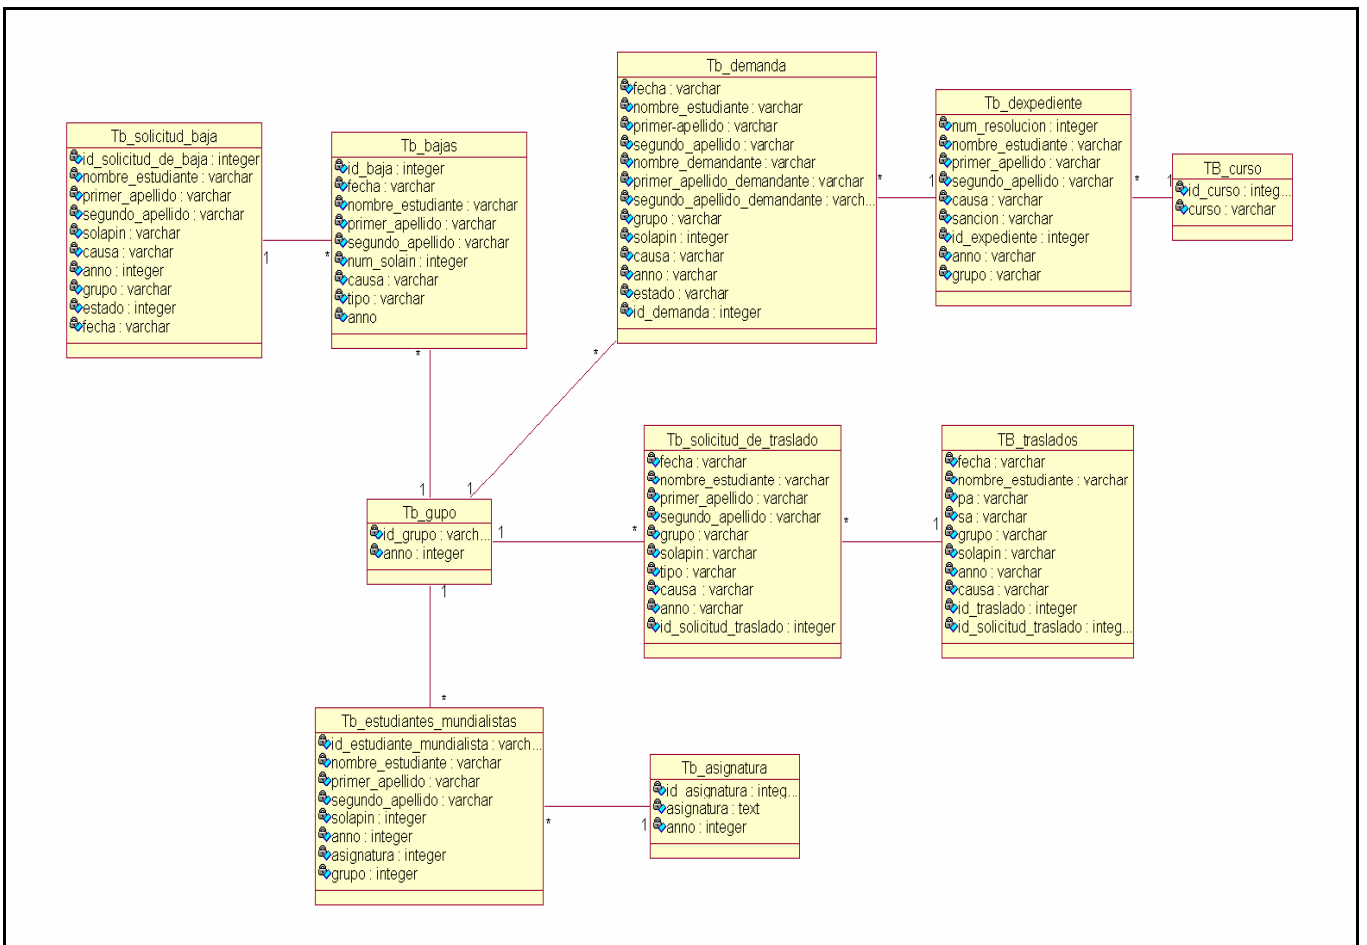 Tb_solicitud_baja
id_solicitud_de_baja : integer
nombre_estudiante : varchar
primer_apellido : varchar
segundo_apellido : varchar
solapin : varchar
causa : varchar
anno : integer
grupo : varchar
estado : integer
fecha : varchar
1
*
Tb_bajas
id_baja : integer
fecha : varchar
nombre_estudiante : varchar
primer_apellido : varchar
segundo_apellido : varchar
num_solain : integer
causa : varchar
tipo : varchar
anno
*
1
Tb_demanda
fecha : varchar
nombre_estudiante : varchar
primer-apellido : varchar
segundo_apellido : varchar
nombre_demandante : varchar
primer_apellido_demandante : varchar
segundo_apellido_demandante : varch...
grupo : varchar
solapin : integer
causa : varchar
anno : varchar
estado : varchar
id_demanda : integer
*
1
*
1
Tb_dexpediente
num_resolucion : integer
nombre_estudiante : varchar
primer_apellido : varchar
segundo_apellido : varchar
causa : varchar
sancion : varchar
id_expediente : integer
anno : varchar
grupo : varchar
*
1
TB_curso
id_curso : integ...
curso : varchar
Tb_gupo
id_grupo : varch...
anno : integer
1
*
Tb_solicitud_de_traslado
fecha : varchar
nombre_estudiante : varchar
primer_apellido : varchar
segundo_apellido : varchar
grupo : varchar
solapin : varchar
tipo : varchar
causa : varchar
anno : varchar
id_solicitud_traslado : integer
*
1
TB_traslados
fecha : varchar
nombre_estudiante : varchar
pa : varchar
sa : varchar
grupo : varchar
solapin : varchar
anno : varchar
causa : varchar
id_traslado : integer
id_solicitud_traslado : integ...
1
*
Tb_estudiantes_mundialistas
id_estudiante_mundialista : varch...
nombre_estudiante : varchar
primer_apellido : varchar
segundo_apellido : varchar
solapin : integer
anno : integer
asignatura : integer
grupo : integer
*
1
Tb_asignatura
id_asignatura : integ...
asignatura : text
anno : integer